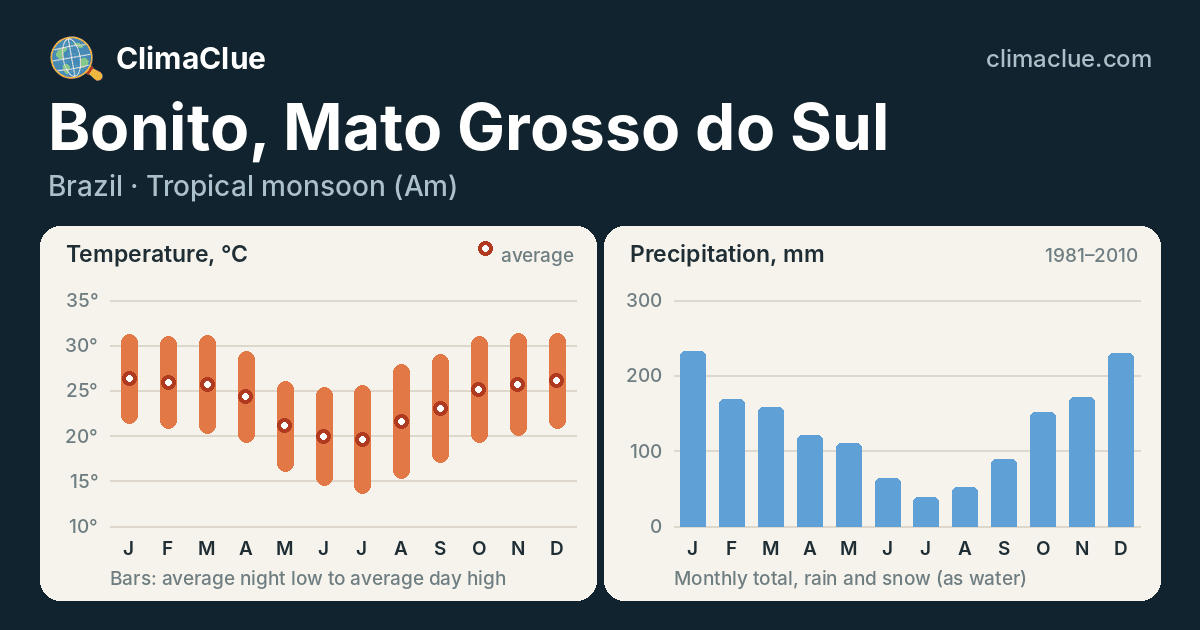 ClimaClue
climaclue.com
Bonito, Mato Grosso do Sul
Brazil · Tropical monsoon (Am)
Temperature, °C
average
35°
30°
25°
20°
15°
10°
J F M A M J J A S O N D
Bars: average night low to average day high
Precipitation, mm
1981–2010
300
200
100
0
J F M A M J J A S O N D
Monthly total, rain and snow (as water)